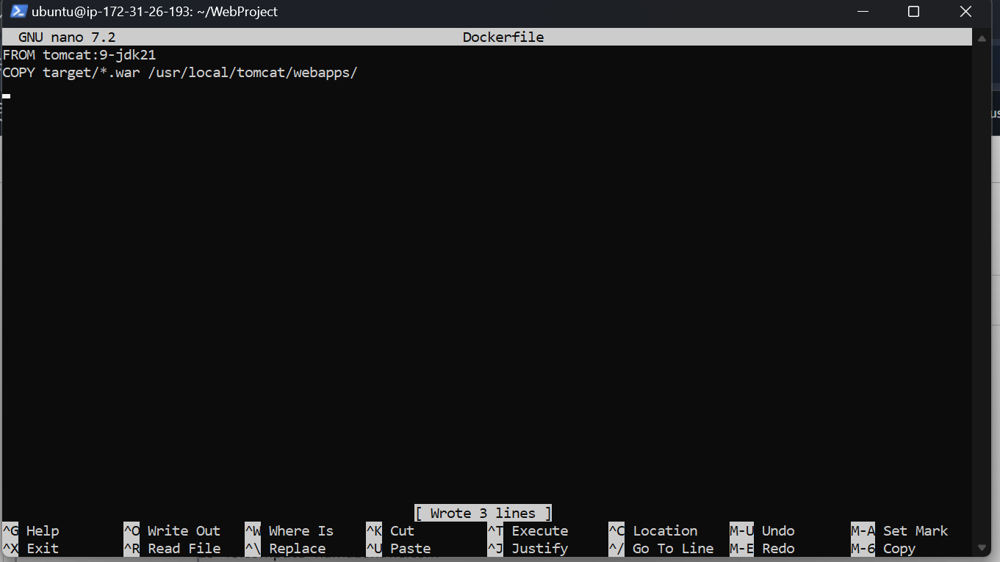 ubuntu@ip-172-31-26-193: ~/WebProject
GNU nano 7.2 Dockerfile
FROM tomcat:9-jdk21
COPY target/*.war /usr/local/tomcat/webapps/
[ Wrote 3 lines ]
^G Help ^O Write Out ^W Where Is ^K Cut ^T Execute ^C Location M-U Undo M-A Set Mark
^X Exit ^R Read File ^\ Replace ^U Paste ^J Justify ^/ Go To Line M-E Redo M-6 Copy